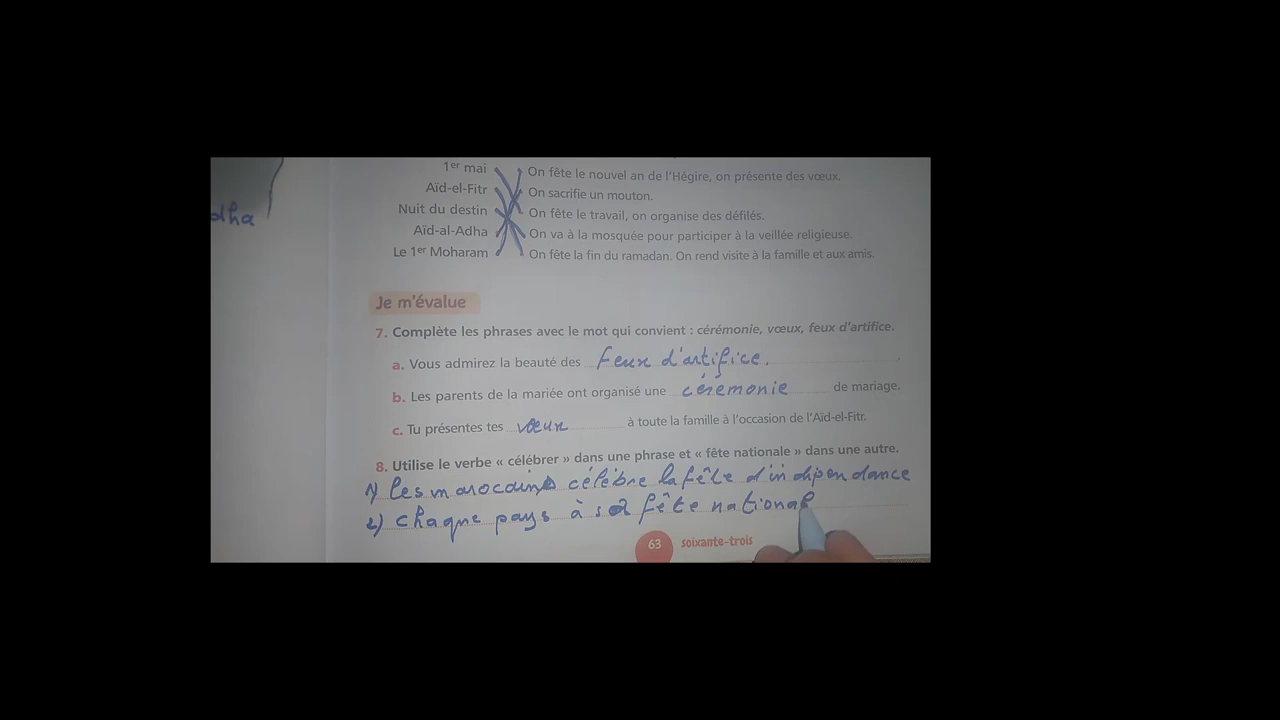 1er mai
On fête le nouvel an de l'Hégire, on présente des vœux.
Aïd-el-Fitr
On sacrifie un mouton.
Nuit du destin
On fête le travail, on organise des défilés.
Aïd-al-Adha
On va à la mosquée pour participer à la veillée religieuse.
Le 1er Moharam
On fête la fin du ramadan. On rend visite à la famille et aux amis.
dha
Je m'évalue
7. Complète les phrases avec le mot qui convient : cérémonie, vœux, feux d'artifice.
a. Vous admirez la beauté des feux d'artifice.
b. Les parents de la mariée ont organisé une cérémonie de mariage.
c. Tu présentes tes vœux à toute la famille à l'occasion de l'Aïd-el-Fitr.
8. Utilise le verbe « célébrer » dans une phrase et « fête nationale » dans une autre.
1) les marocains célèbre la fête d'indipendance
2) chaque pays à sa fête national
63 soixante-trois